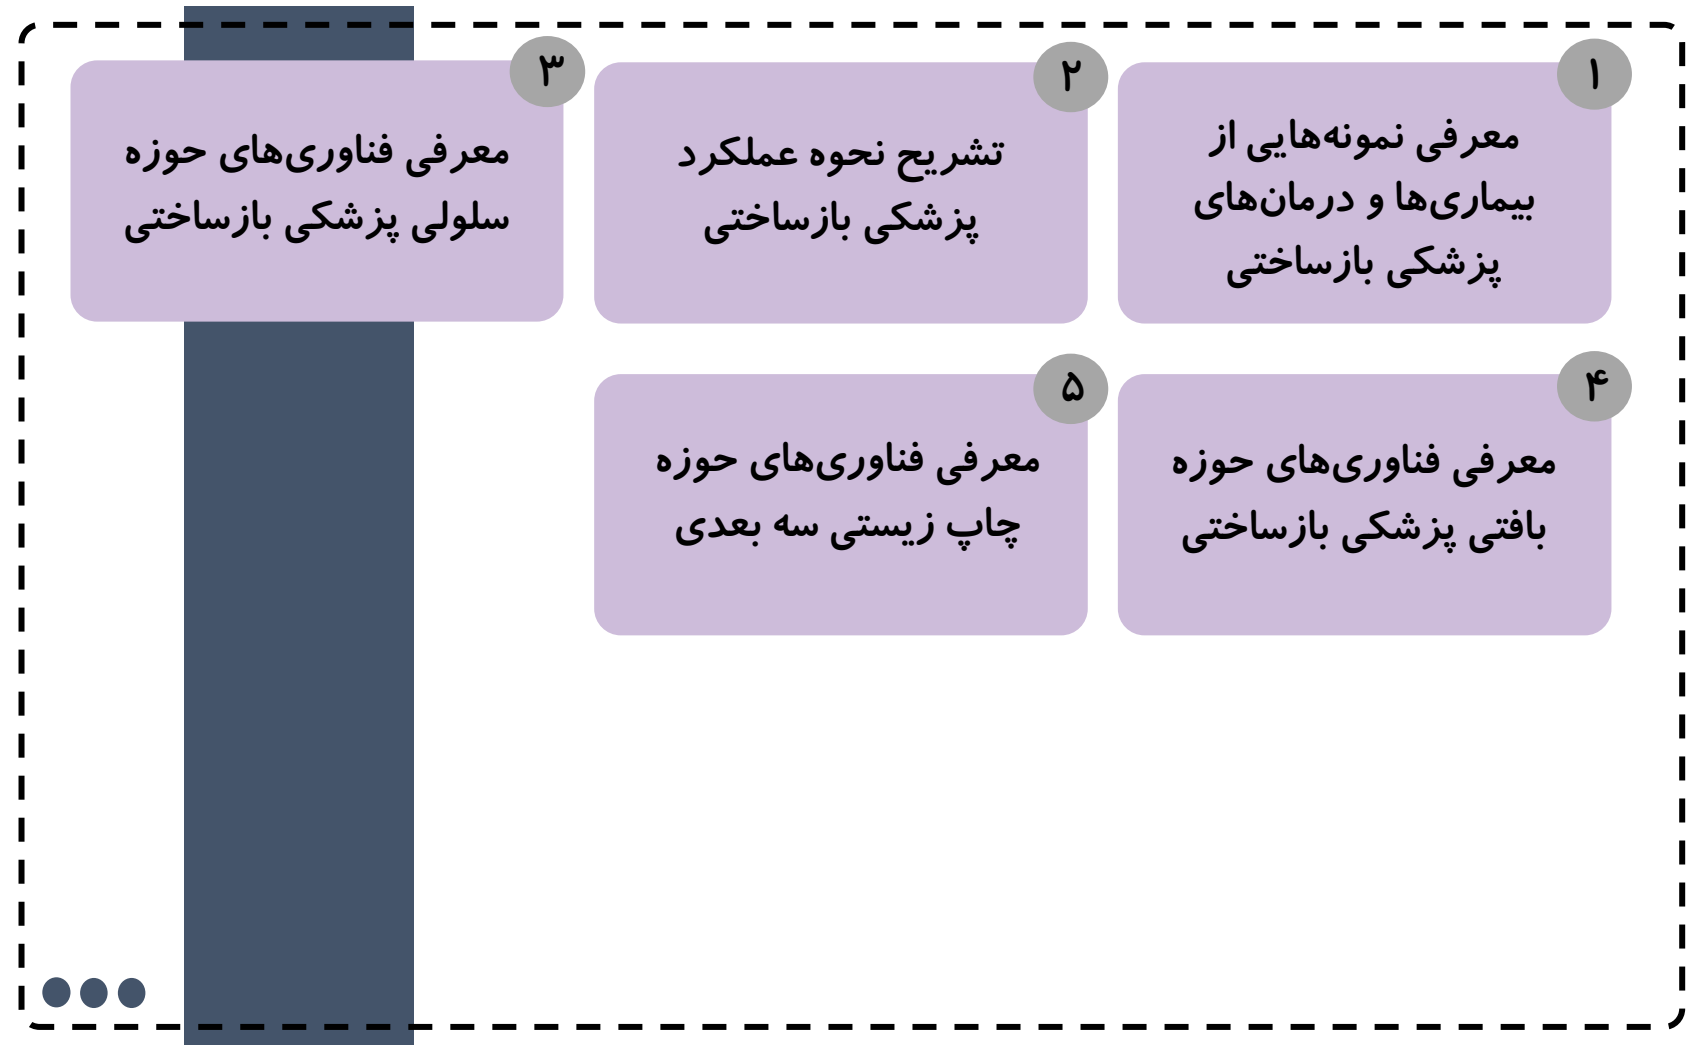 ۱
معرفی نمونه‌هایی از
بیماری‌ها و درمان‌های
پزشکی بازساختی
۲
تشریح نحوه عملکرد
پزشکی بازساختی
۳
معرفی فناوری‌های حوزه
سلولی پزشکی بازساختی
۴
معرفی فناوری‌های حوزه
بافتی پزشکی بازساختی
۵
معرفی فناوری‌های حوزه
چاپ زیستی سه بعدی